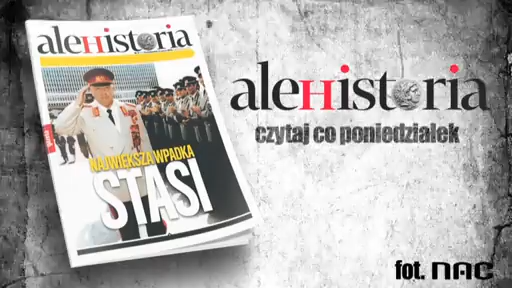 aleHistoria
NAJWIĘKSZA WPADKA
STASI
aleHistoria
czytaj co poniedziałek
fot. NAC